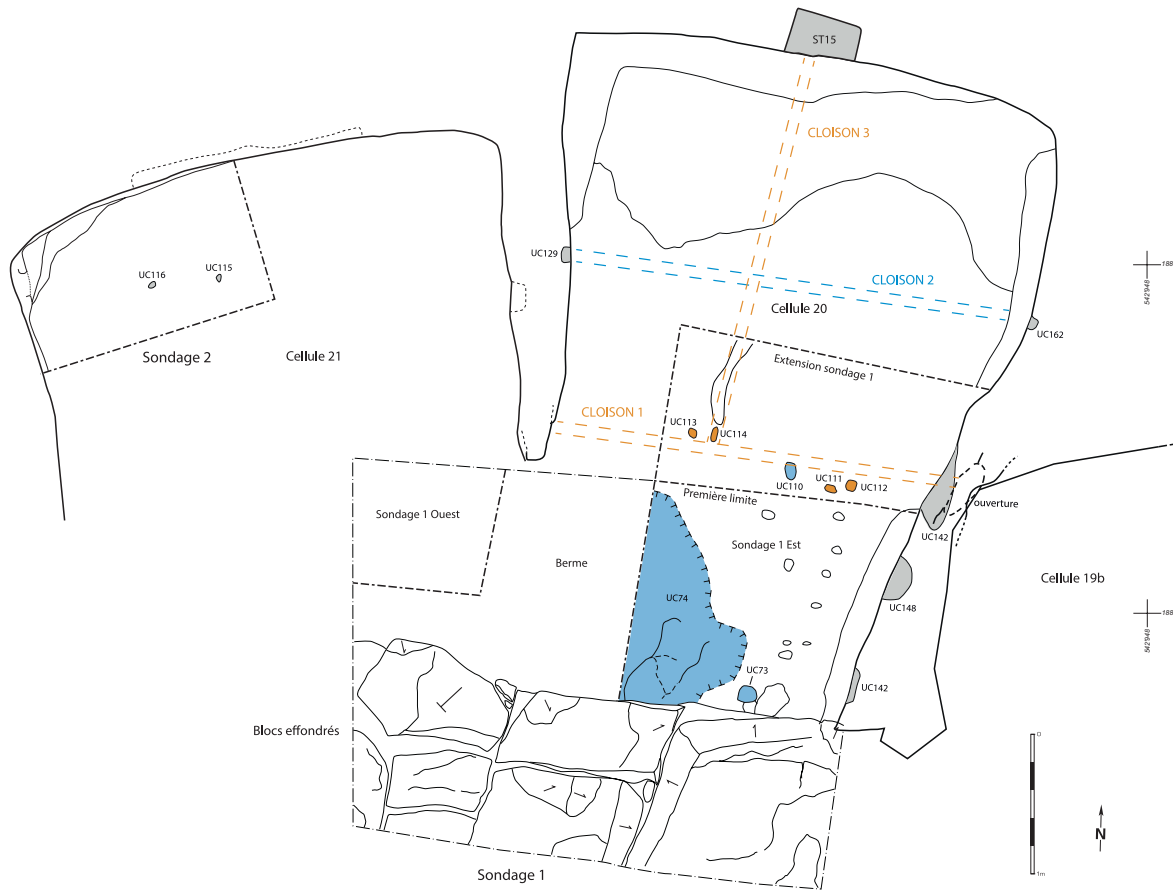 ST15
CLOISON 3
UC129
188
542948
UC116
UC115
CLOISON 2
Cellule 20
UC162
Sondage 2
Cellule 21
Extension sondage 1
CLOISON 1
UC113
UC114
UC110
UC111
UC112
Première limite
ouverture
Sondage 1 Ouest
Sondage 1 Est
UC142
Berme
Cellule 19b
UC74
UC148
188
542948
UC73
UC142
Blocs effondrés
0
N
1m
Sondage 1